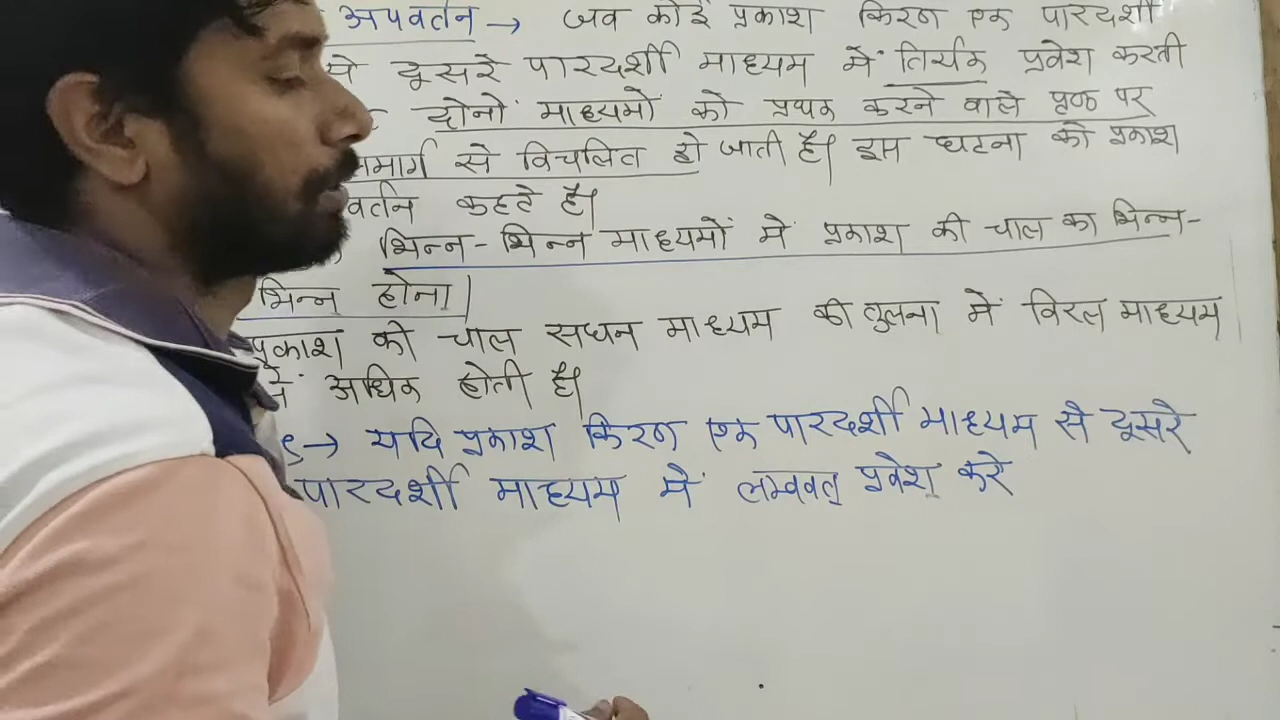 अपवर्तन → जब कोई प्रकाश किरण एक पारदर्शी
से दूसरे पारदर्शी माध्यम में तिर्यक प्रवेश करती
दोनों माध्यमों को प्रथक करने वाले पृष्ठ पर
मार्ग से विचलित हो जाती है। इस घटना को प्रकाश
वर्तन कहते है।
भिन्न-भिन्न माध्यमों में प्रकाश की चाल का भिन्न-
भिन्न होना।
प्रकाश की चाल सघन माध्यम की तुलना में विरल माध्यम
में अधिक होती है।
→ यदि प्रकाश किरण एक पारदर्शी माध्यम से दूसरे
पारदर्शी माध्यम में लम्बवत् प्रवेश करे